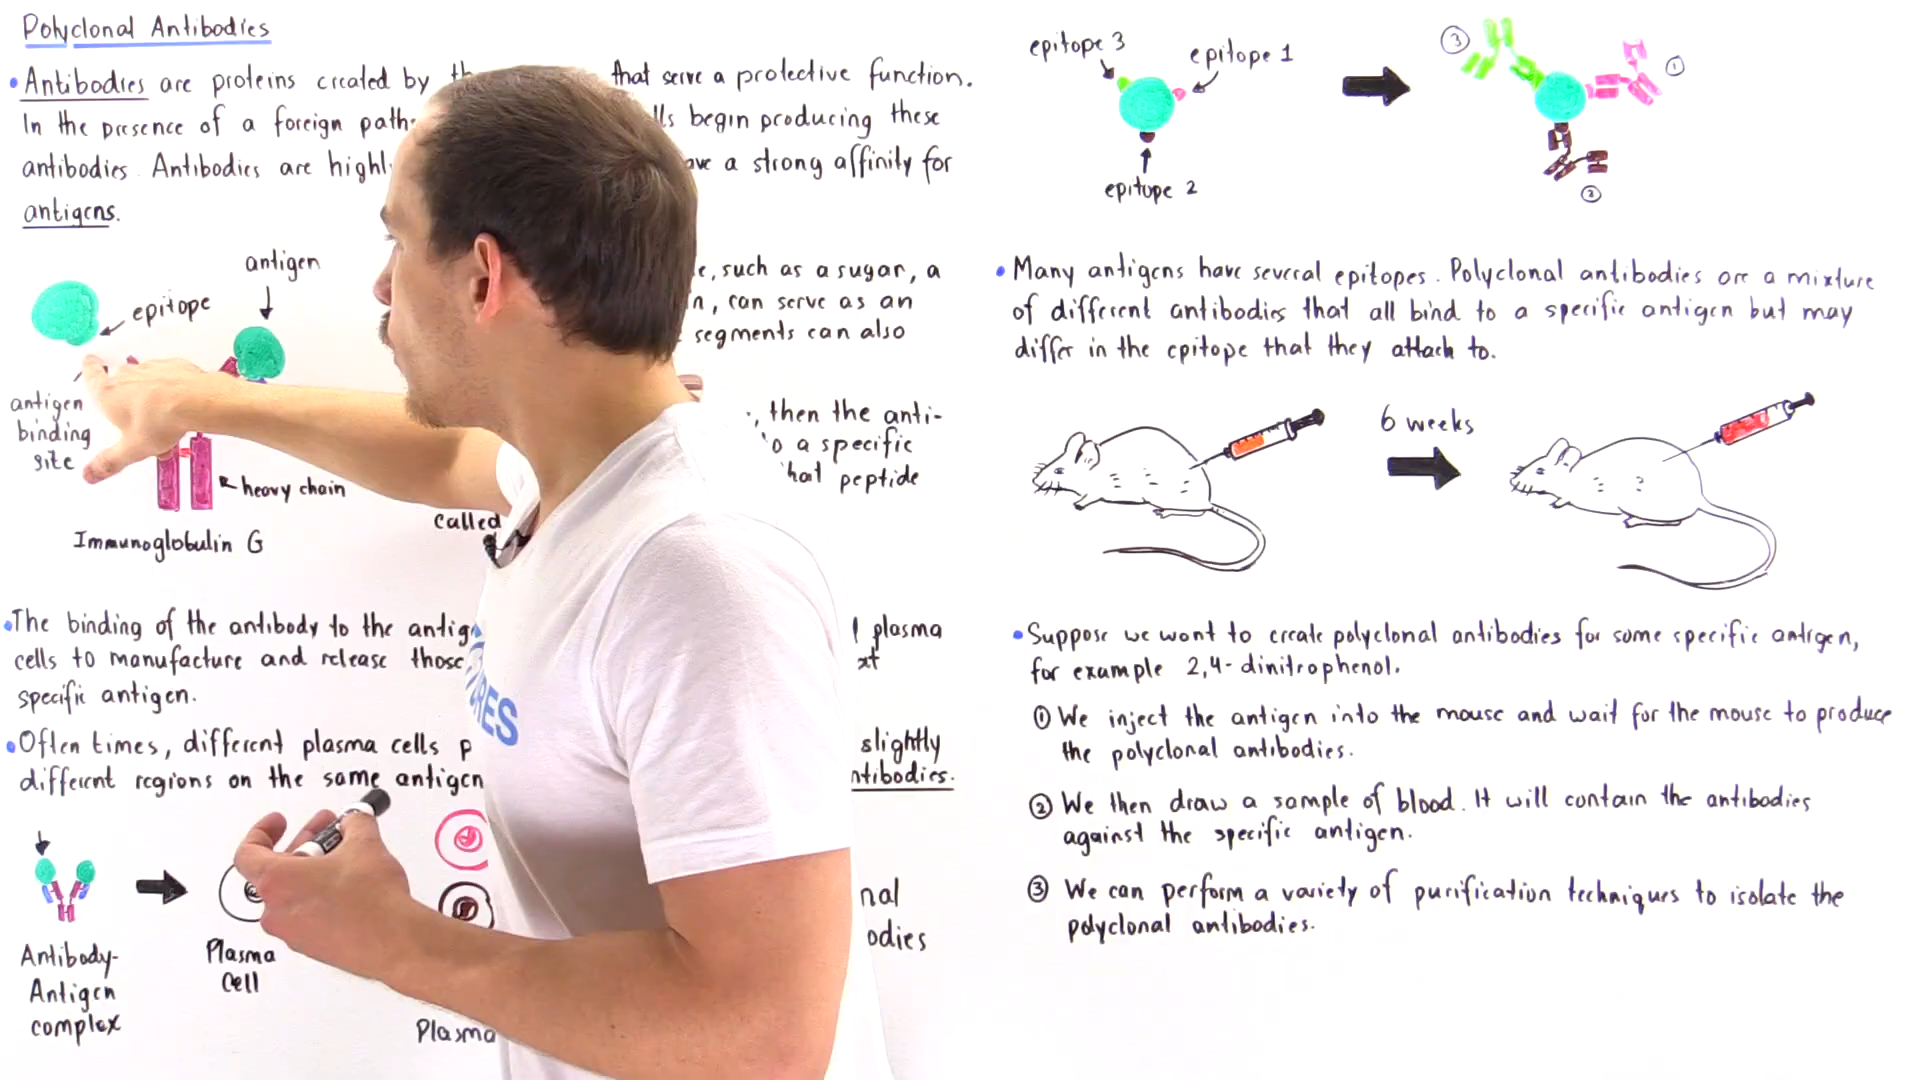 Polyclonal Antibodies
• Antibodies are proteins created by that serve a protective function.
In the presence of a foreign begin producing these
antibodies. Antibodies are a strong affinity for
antigens.
epitope
antigen
antigen
binding
site
heavy chain
Immunoglobulin G
such as a sugar, a
can serve as an
segments can also
then the anti-
a specific
peptide
called
• The binding of the antibody to the plasma
cells to manufacture and release those
specific antigen.
• Often times, different plasma cells slightly
different regions on the same antigen
Antibody-
Antigen
complex
Plasma
Cell
Plasma
RES
epitope 3
epitope 1
epitope 2
③
①
②
• Many antigens have several epitopes. Polyclonal antibodies are a mixture
of different antibodies that all bind to a specific antigen but may
differ in the epitope that they attach to.
6 weeks
• Suppose we want to create polyclonal antibodies for some specific antigen,
for example 2,4-dinitrophenol.
① We inject the antigen into the mouse and wait for the mouse to produce
the polyclonal antibodies.
② We then draw a sample of blood. It will contain the antibodies
against the specific antigen.
③ We can perform a variety of purification techniques to isolate the
polyclonal antibodies.